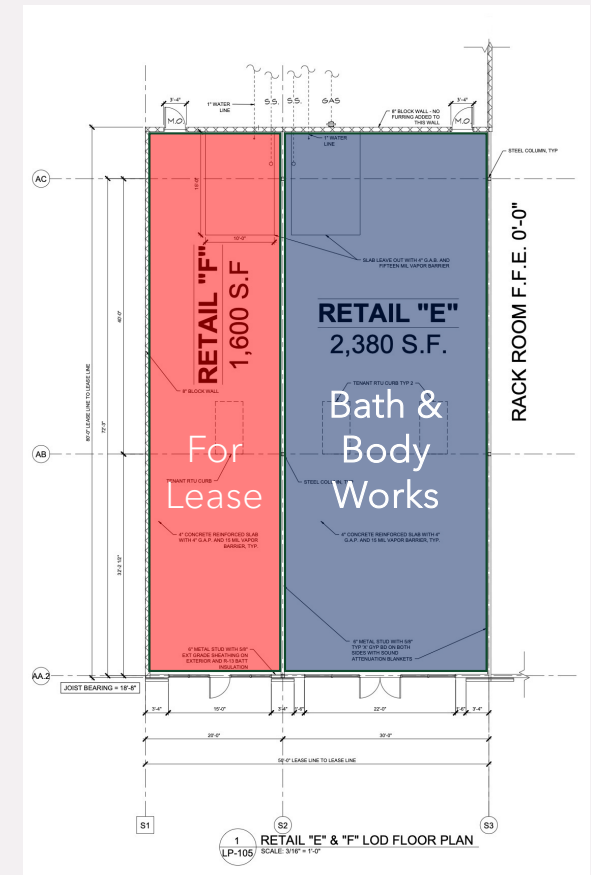 3'-4"
1" WATER
LINE
S.S.
S.S.
GAS
8" BLOCK WALL - NO
FURRING ADDED TO
THIS WALL
3'-4"
M.O.
M.O.
1" WATER
LINE
STEEL COLUMN, TYP
AC
15'-0"
10'-0"
SLAB LEAVE OUT WITH 4" G.A.B. AND
FIFTEEN MIL VAPOR BARRIER
RETAIL "F"
1,600 S.F
RETAIL "E"
2,380 S.F.
RACK ROOM F.F.E. 0'-0"
40'-0"
80'-0" LEASE LINE TO LEASE LINE
72'-3"
8" BLOCK WALL
TENANT RTU CURB TYP 2
Bath &
Body
Works
For
Lease
AB
TENANT RTU CURB
STEEL COLUMN,
4" CONCRETE REINFORCED SLAB
WITH 4" G.A.P. AND 15 MIL VAPOR
BARRIER, TYP.
4" CONCRETE REINFORCED SLAB WITH 4"
G.A.P. AND 15 MIL VAPOR BARRIER, TYP.
32'-2 1/2"
6" METAL STUD WITH 5/8"
EXT GRADE SHEATHING ON
EXTERIOR AND R-13 BATT
INSULATION
6" METAL STUD WITH 5/8"
TYP 'X' GYP BD ON BOTH
SIDES WITH SOUND
ATTENUATION BLANKETS
AA.2
JOIST BEARING = 18'-8"
3'-4"
15'-0"
3'-4"
22'-0"
3'-4"
20'-0"
30'-0"
50'-0" LEASE LINE TO LEASE LINE
S1
S2
S3
1
LP-105
RETAIL "E" & "F" LOD FLOOR PLAN
SCALE: 3/16" = 1'-0"